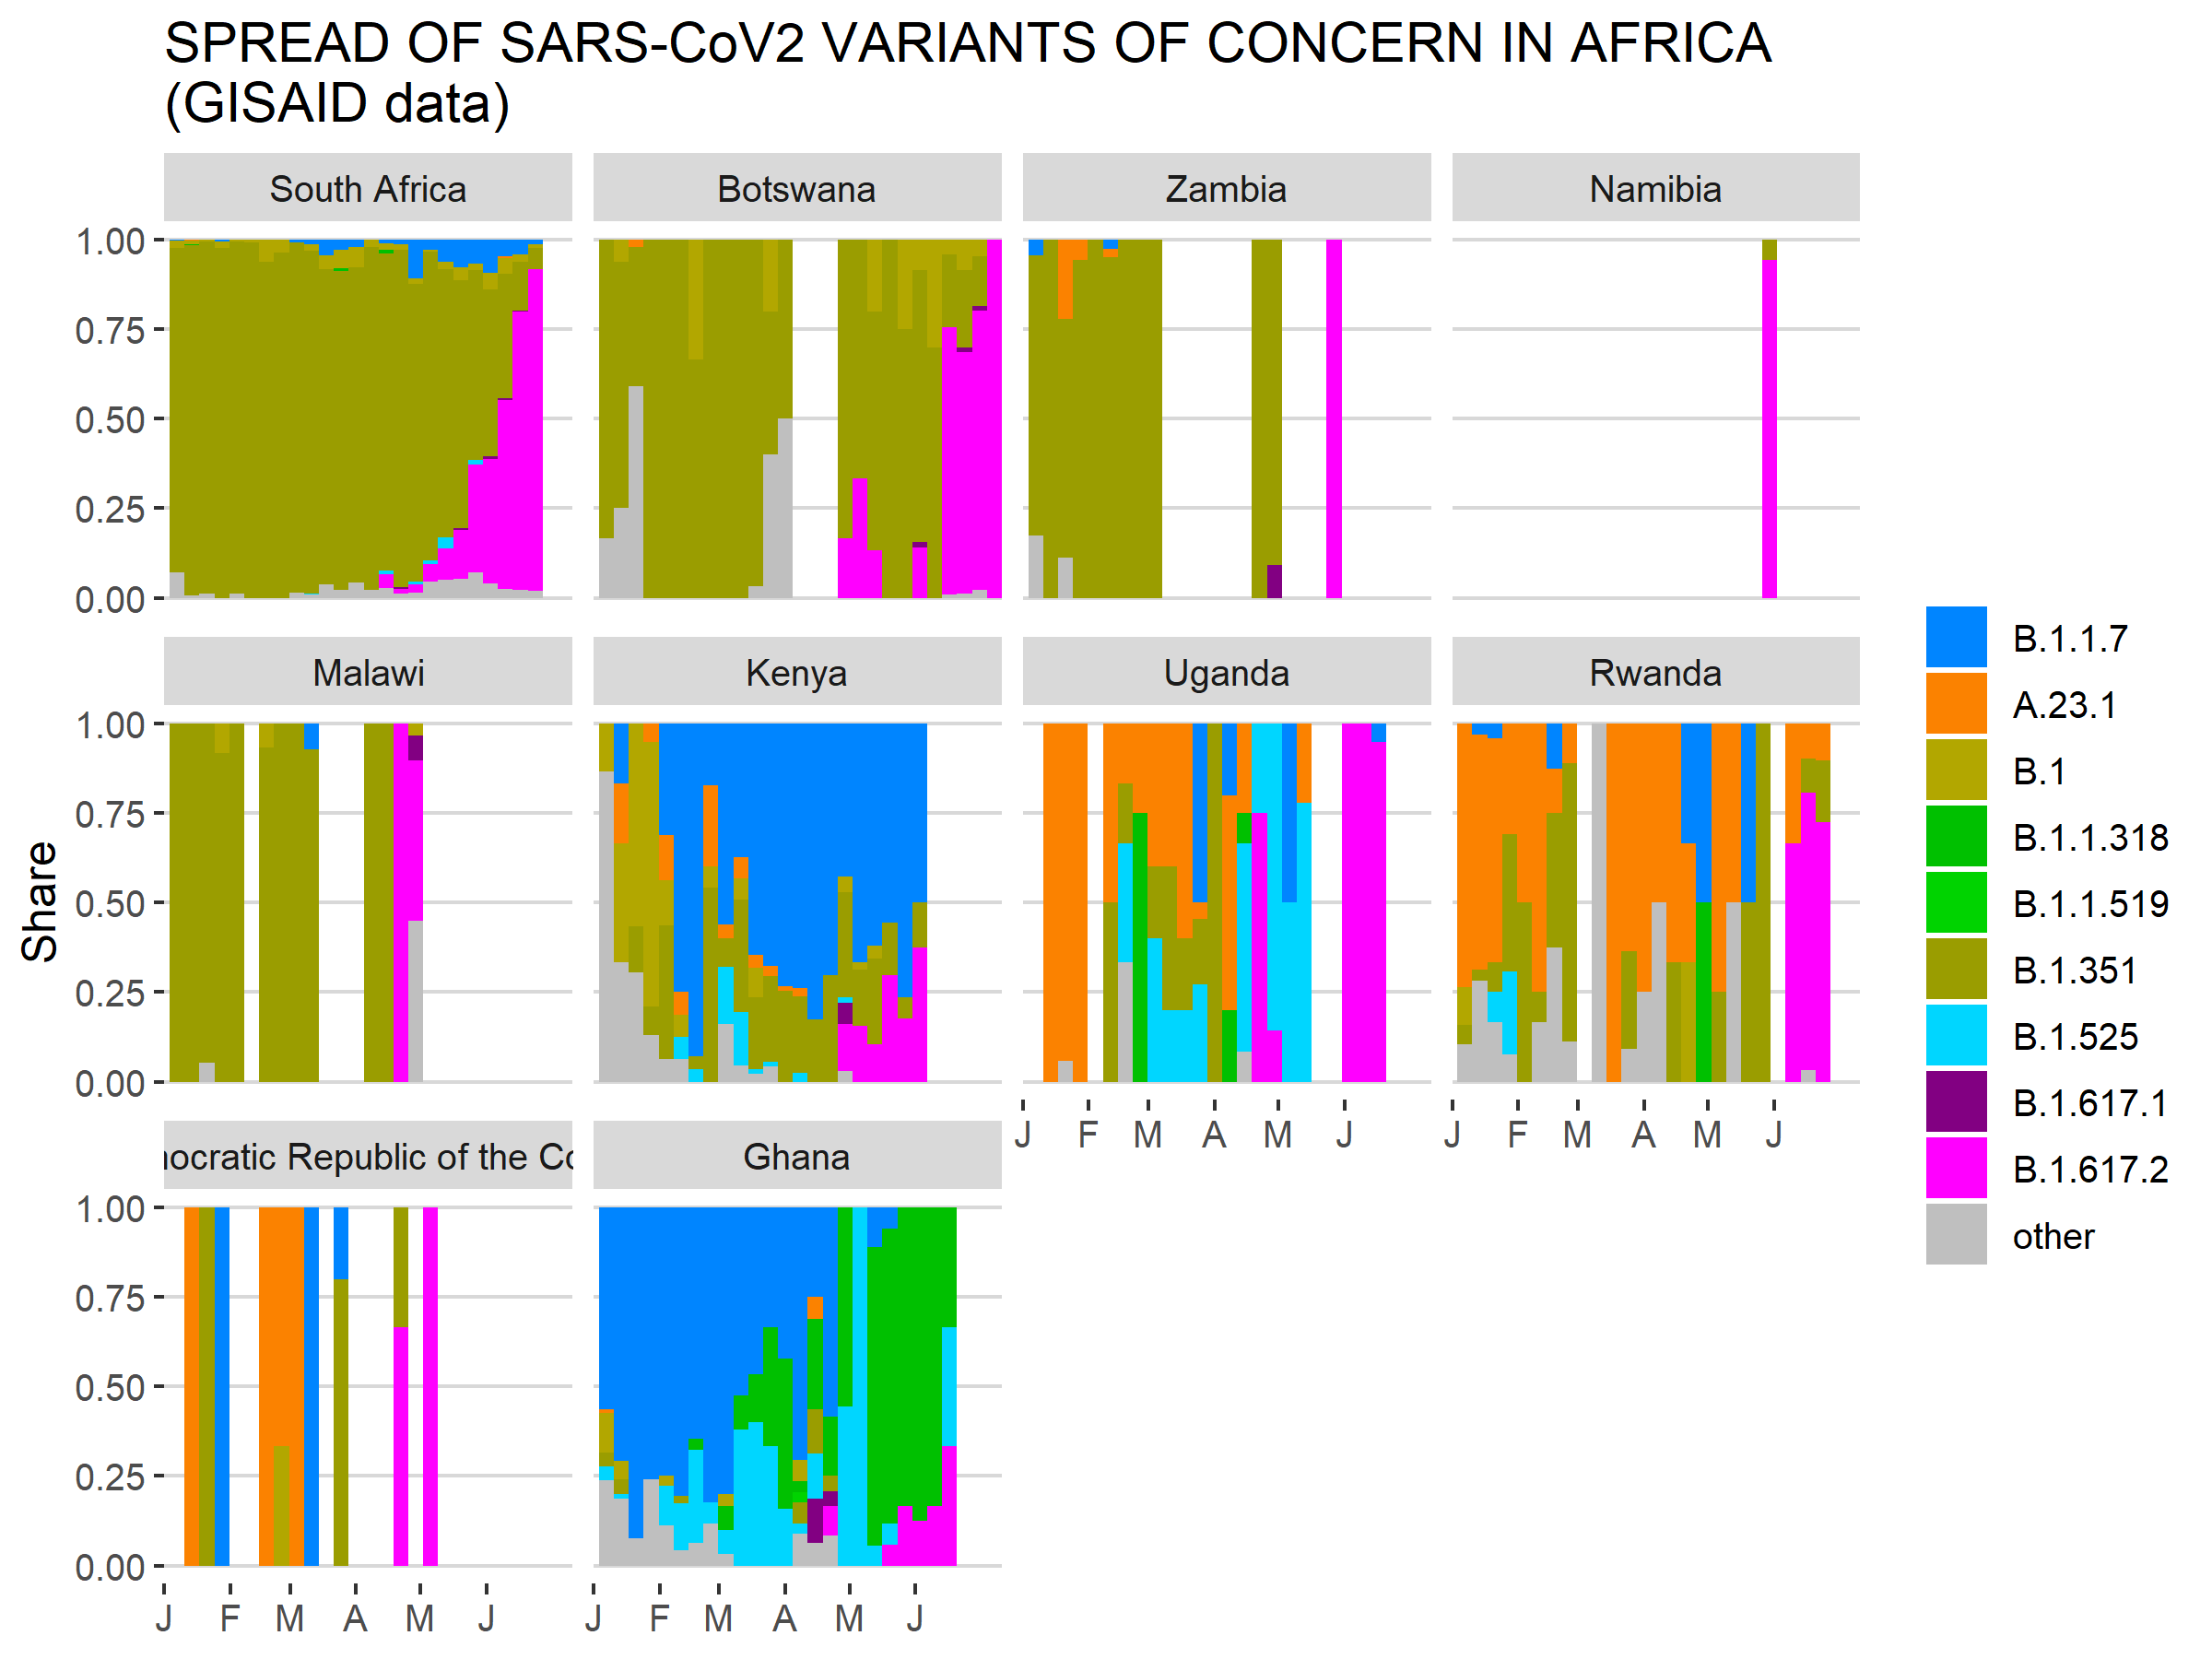 SPREAD OF SARS-CoV2 VARIANTS OF CONCERN IN AFRICA
(GISAID data)
South Africa
Botswana
Zambia
Namibia
1.00
0.75
0.50
0.25
0.00
Malawi
Kenya
Uganda
Rwanda
1.00
0.75
0.50
0.25
0.00
J F M A M J
J F M A M J
Share
nocratic Republic of the Co
Ghana
1.00
0.75
0.50
0.25
0.00
J F M A M J
J F M A M J
B.1.1.7
A.23.1
B.1
B.1.1.318
B.1.1.519
B.1.351
B.1.525
B.1.617.1
B.1.617.2
other